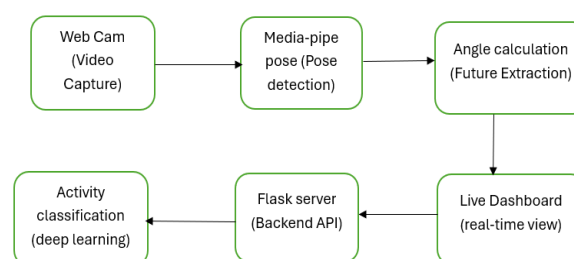 Web Cam
(Video
Capture)
Media-pipe
pose (Pose
detection)
Angle calculation
(Future Extraction)
Activity
classification
(deep learning)
Flask server
(Backend API)
Live Dashboard
(real-time view)